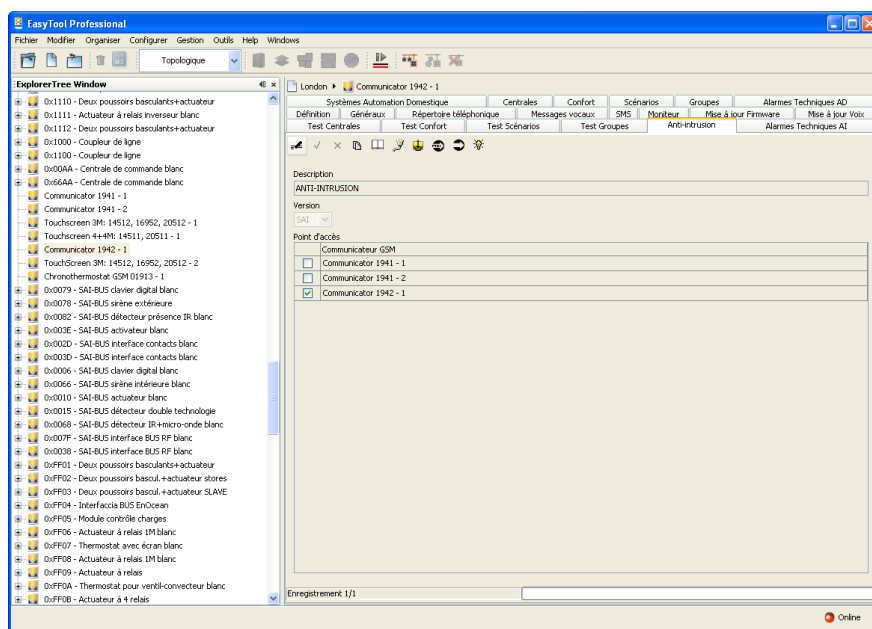 EasyTool Professional
Fichier Modifier Organiser Configurer Gestion Outils Help Windows
Topologique
ExplorerTree Window
0x1110 - Deux poussoirs basculants+actuateur
0x1111 - Actuateur à relais inverseur blanc
0x1112 - Deux poussoirs basculants+actuateur
0x1000 - Coupleur de ligne
0x1100 - Coupleur de ligne
0x00AA - Centrale de commande blanc
0x66AA - Centrale de commande blanc
Communicator 1941 - 1
Communicator 1941 - 2
Touchscreen 3M: 14512, 16952, 20512 - 1
Touchscreen 4+4M: 14511, 20511 - 1
Communicator 1942 - 1
TouchScreen 3M: 14512, 16952, 20512 - 2
Chronothermostat GSM 01913 - 1
0x0079 - SAI-BUS clavier digital blanc
0x0078 - SAI-BUS sirène extérieure
0x0082 - SAI-BUS détecteur présence IR blanc
0x003E - SAI-BUS activateur blanc
0x002D - SAI-BUS interface contacts blanc
0x003D - SAI-BUS interface contacts blanc
0x0006 - SAI-BUS clavier digital blanc
0x0066 - SAI-BUS sirène intérieure blanc
0x0010 - SAI-BUS actuateur blanc
0x0015 - SAI-BUS détecteur double technologie
0x0068 - SAI-BUS détecteur IR+micro-onde blanc
0x007F - SAI-BUS interface BUS RF blanc
0x0038 - SAI-BUS interface BUS RF blanc
0xFF01 - Deux poussoirs basculants+actuateur
0xFF02 - Deux poussoirs bascul.+actuateur stores
0xFF03 - Deux poussoirs bascul.+actuateur SLAVE
0xFF04 - Interfaccia BUS EnOcean
0xFF05 - Module contrôle charges
0xFF06 - Actuateur à relais 1M blanc
0xFF07 - Thermostat avec écran blanc
0xFF08 - Actuateur à relais 1M blanc
0xFF09 - Actuateur à relais
0xFF0A - Thermostat pour ventil-convecteur blanc
0xFF0B - Actuateur à 4 relais
London Communicator 1942 - 1
Systèmes Automation Domestique Centrales Confort Scénarios Groupes Alarmes Techniques AD
Définition Généraux Répertoire téléphonique Messages vocaux SMS Moniteur Mise à jour Firmware Mise à jour Voix
Test Centrales Test Confort Test Scénarios Test Groupes Anti-intrusion Alarmes Techniques AI
Description
ANTI-INTRUSION
Version
SAI
Point d'accès
Communicateur GSM
Communicator 1941 - 1
Communicator 1941 - 2
Communicator 1942 - 1
Enregistrement 1/1
Online